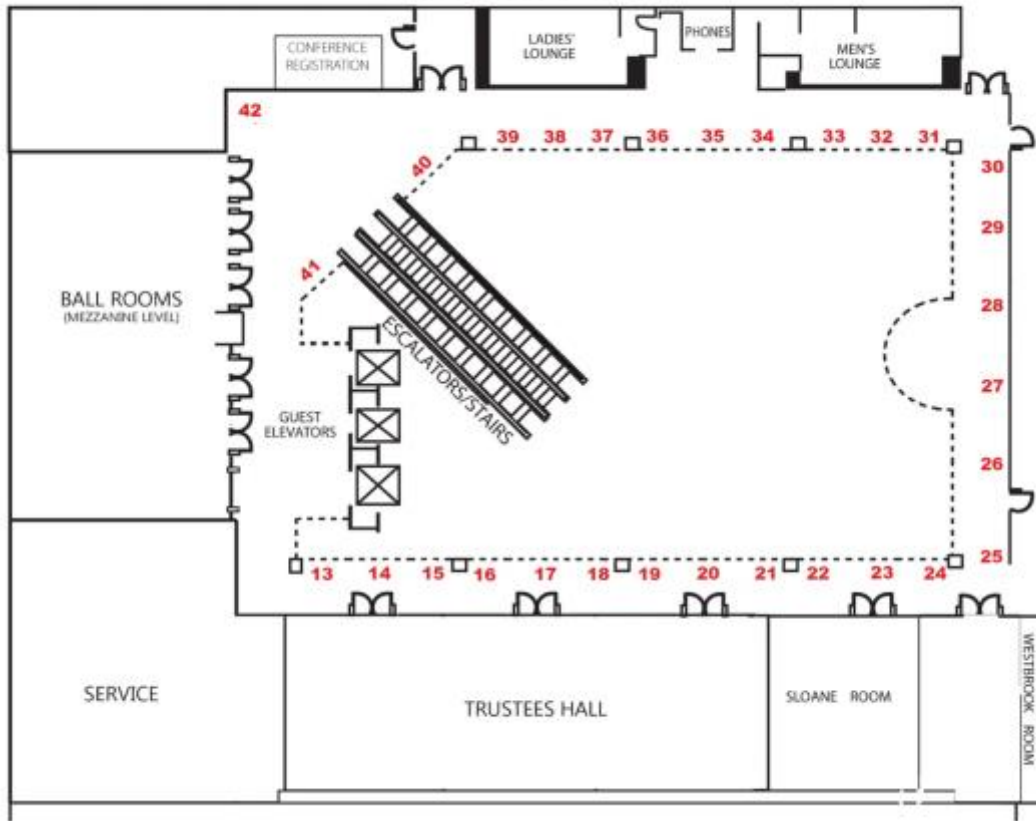 CONFERENCE
REGISTRATION
LADIES'
LOUNGE
PHONES
MEN'S
LOUNGE
42
39 38 37 36 35 34 33 32 31
40
30
29
41
28
BALL ROOMS
(MEZZANINE LEVEL)
ESCALATORS/STAIRS
27
GUEST
ELEVATORS
26
25
13 14 15 16 17 18 19 20 21 22 23 24
SERVICE
TRUSTEES HALL
SLOANE ROOM
WESTBROOK ROOM